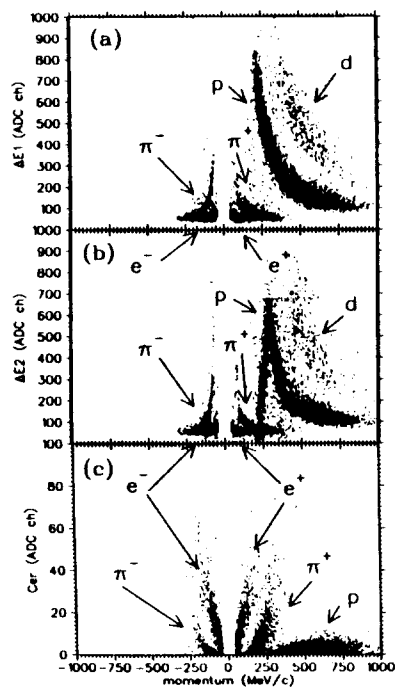 1000
(a)
900
800
d
p
700
600
500
π⁺
400
π⁻
300
200
100
ΔE1 (ADC ch)
1000
e⁻
e⁺
(b)
900
800
p
d
700
600
500
π⁻
π⁺
400
300
200
100
ΔE2 (ADC ch)
100
(c)
e⁻
e⁺
80
60
π⁻
π⁺
40
p
20
0
Cer (ADC ch)
-1000 -750 -500 -250 0 250 500 750 1000
momentum (MeV/c)